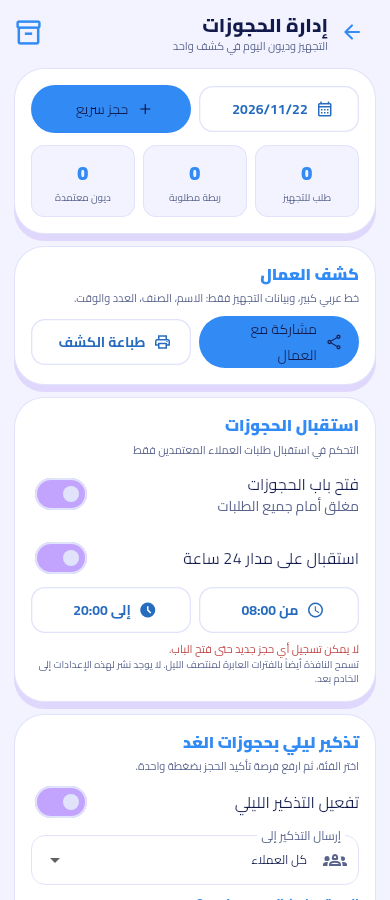 إدارة الحجوزات
التجهيز وديون اليوم في كشف واحد
2026/11/22
حجز سريع
0
0
0
طلب للتجهيز
ربطة مطلوبة
ديون معتمدة
كشف العمال
خط عربي كبير، وبيانات التجهيز فقط: الاسم، الصنف، العدد والوقت.
مشاركة مع
العمال
طباعة الكشف
استقبال الحجوزات
التحكم في استقبال طلبات العملاء المعتمدين فقط
فتح باب الحجوزات
مغلق أمام جميع الطلبات
استقبال على مدار 24 ساعة
من 08:00
إلى 20:00
لا يمكن تسجيل أي حجز جديد حتى فتح الباب.
تسمح النافذة أيضاً بالفترات العابرة لمنتصف الليل. لا يوجد نشر لهذه الإعدادات إلى
الخادم بعد.
تذكير ليلي بحجوزات الغد
اختر الفئة، ثم ارفع فرصة تأكيد الحجز بضغطة واحدة.
تفعيل التذكير الليلي
إرسال التذكير إلى
كل العملاء